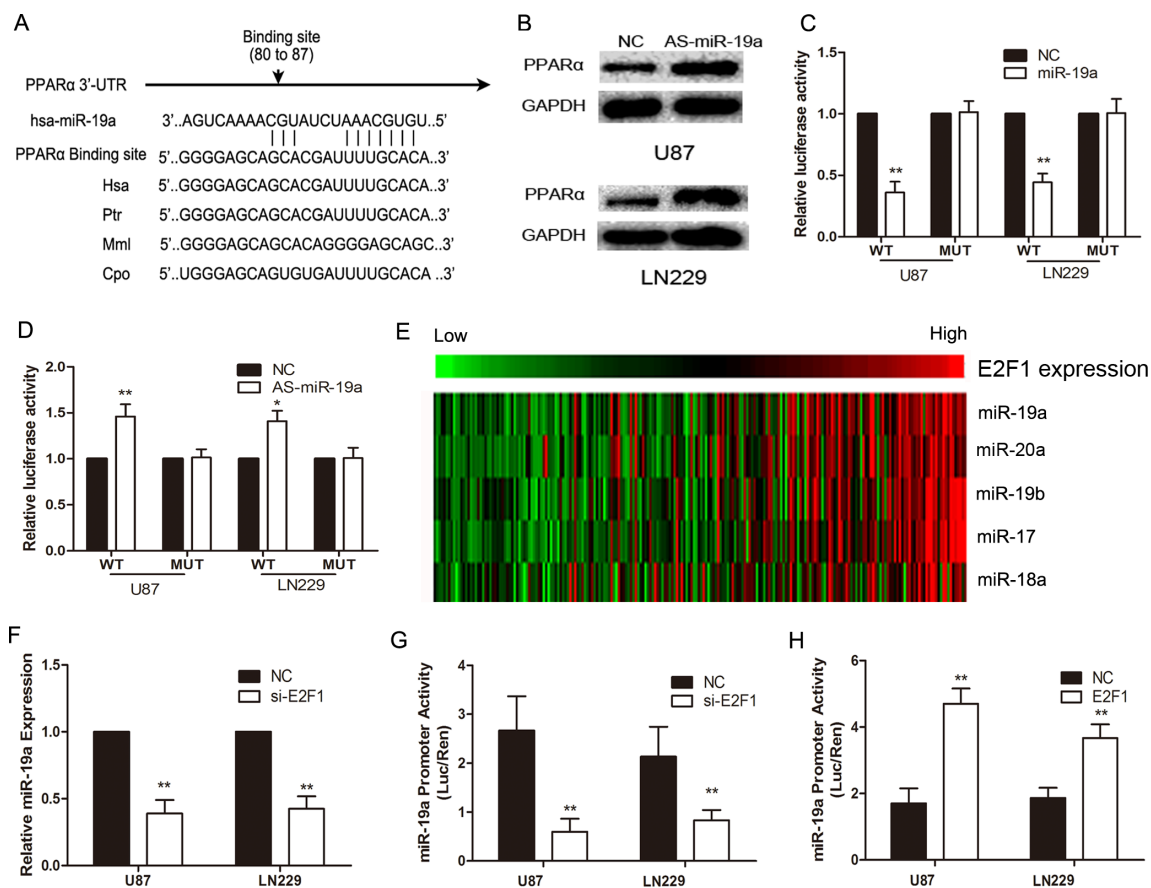 A
Binding site
(80 to 87)
PPARα 3'-UTR
hsa-miR-19a 3'..AGUCAAAACGUAUCUAAACGUGU..5'
PPARα Binding site 5'..GGGGAGCAGCACGAUUUUGCACA..3'
Hsa 5'..GGGGAGCAGCACGAUUUUGCACA..3'
Ptr 5'..GGGGAGCAGCACGAUUUUGCACA..3'
Mml 5'..GGGGAGCAGCACAGGGGAGCAGC..3'
Cpo 5'..UGGGAGCAGUGUGAUUUUGCACA ..3'
B
NC AS-miR-19a
PPARα
GAPDH
U87
PPARα
GAPDH
LN229
C
Relative luciferase activity
1.5
1.0
0.5
0.0
NC
miR-19a
**
**
WT MUT WT MUT
U87 LN229
D
Relative luciferase activity
2.0
1.5
1.0
0.5
0.0
NC
AS-miR-19a
**
*
WT MUT WT MUT
U87 LN229
E
Low High
E2F1 expression
miR-19a
miR-20a
miR-19b
miR-17
miR-18a
F
Relative miR-19a Expression
1.5
1.0
0.5
0.0
NC
si-E2F1
**
**
U87 LN229
G
miR-19a Promoter Activity
(Luc/Ren)
4
3
2
1
0
NC
si-E2F1
**
**
U87 LN229
H
miR-19a Promoter Activity
(Luc/Ren)
6
4
2
0
NC
E2F1
**
**
U87 LN229